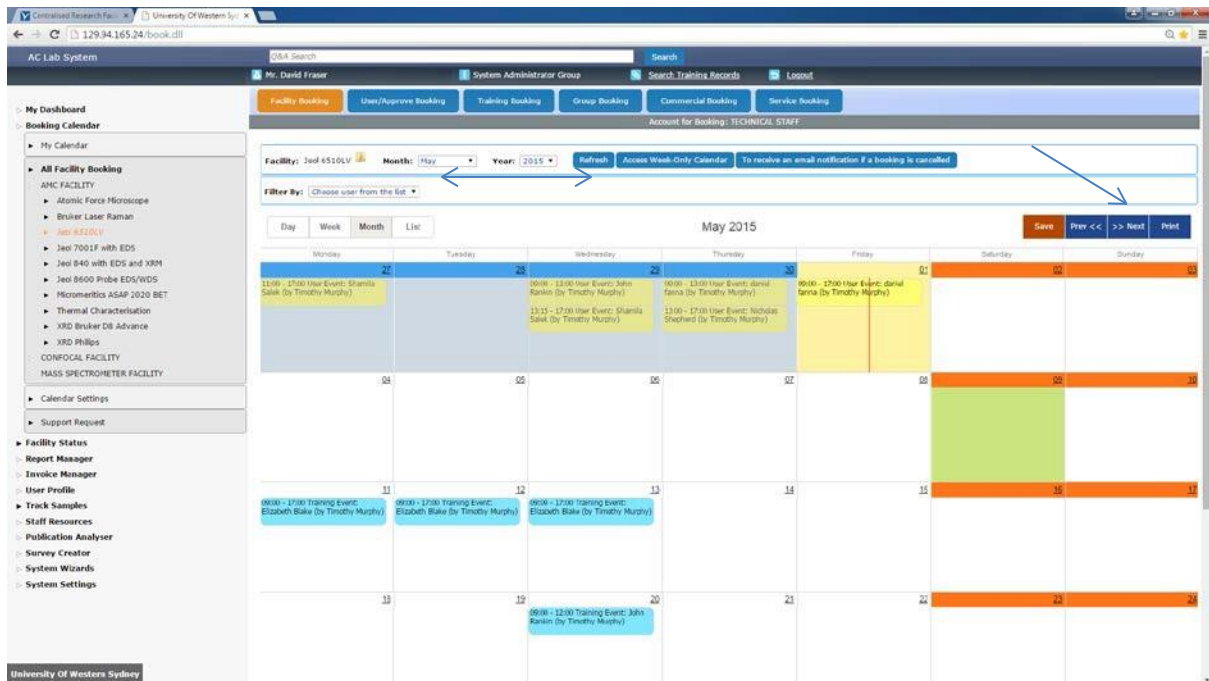 Centralised Research Faci
University Of Western Syd
129.94.165.24/book.dll
AC Lab System
Q&A Search
Search
Mr. David Fraser
System Administrator Group
Search Training Records
Logout
Facility Booking
User/Approve Booking
Training Booking
Group Booking
Commercial Booking
Service Booking
Account for Booking: TECHNICAL STAFF
My Dashboard
Booking Calendar
My Calendar
All Facility Booking
AMC FACILITY
Atomic Force Microscope
Bruker Laser Raman
Jeol 6510LV
Jeol 7001F with EDS
Jeol 840 with EDS and XRM
Jeol 8600 Probe EDS/WDS
Micromeritics ASAP 2020 BET
Thermal Characterisation
XRD Bruker D8 Advance
XRD Philips
CONFOCAL FACILITY
MASS SPECTROMETER FACILITY
Calendar Settings
Support Request
Facility Status
Report Manager
Invoice Manager
User Profile
Track Samples
Staff Resources
Publication Analyser
Survey Creator
System Wizards
System Settings
University Of Western Sydney
Facility: Jeol 6510LV Month: May Year: 2015 Refresh Access Week-Only Calendar To receive an email notification if a booking is cancelled
Filter By: Choose user from the list
Day Week Month List
May 2015
Save Prev << >> Next Print
Monday Tuesday Wednesday Thursday Friday Saturday Sunday
27 28 29 30 01 02 03
11:00 - 17:00 User Event: Shamila
Salek (by Timothy Murphy)
09:00 - 13:00 User Event: John
Rankin (by Timothy Murphy)
13:15 - 17:00 User Event: Shamila
Salek (by Timothy Murphy)
09:00 - 13:00 User Event: danial
fanna (by Timothy Murphy)
13:00 - 17:00 User Event: Nicholas
Shepherd (by Timothy Murphy)
09:00 - 17:00 User Event: danial
fanna (by Timothy Murphy)
04 05 06 07 08 09 10
11 12 13 14 15 16 17
09:00 - 17:00 Training Event:
Elizabeth Blake (by Timothy Murphy)
09:00 - 17:00 Training Event:
Elizabeth Blake (by Timothy Murphy)
09:00 - 17:00 Training Event:
Elizabeth Blake (by Timothy Murphy)
18 19 20 21 22 23 24
09:00 - 12:00 Training Event: John
Rankin (by Timothy Murphy)